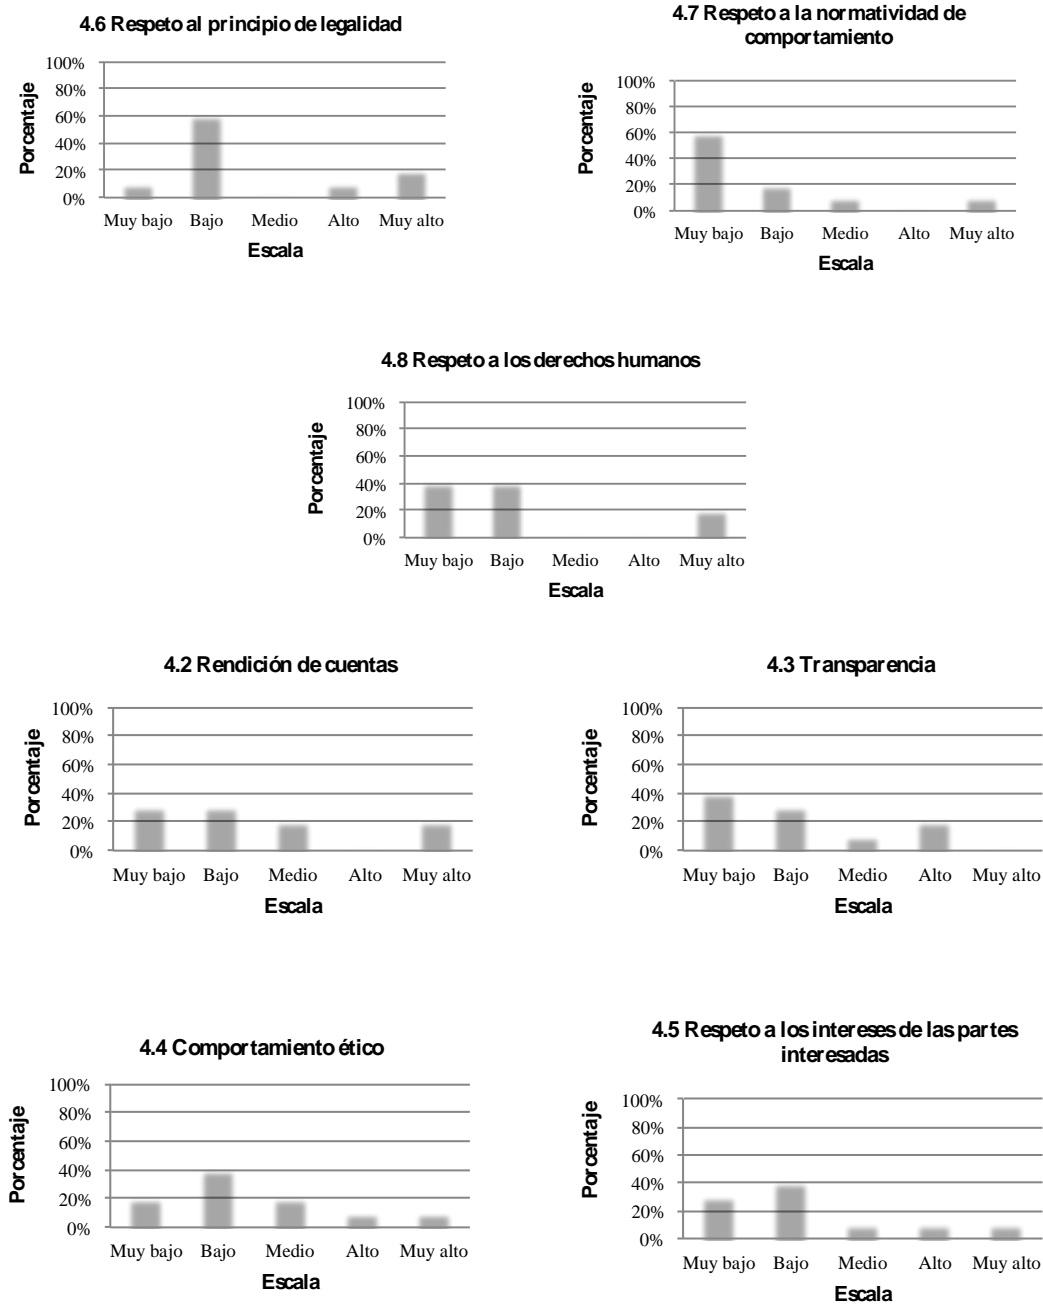 4.6 Respeto al principio de legalidad
100%
80%
60%
40%
20%
0%
Porcentaje
Muy bajo Bajo Medio Alto Muy alto
Escala
4.7 Respeto a la normatividad de
comportamiento
100%
80%
60%
40%
20%
0%
Porcentaje
Muy bajo Bajo Medio Alto Muy alto
Escala
4.8 Respeto a los derechos humanos
100%
80%
60%
40%
20%
0%
Porcentaje
Muy bajo Bajo Medio Alto Muy alto
Escala
4.2 Rendición de cuentas
100%
80%
60%
40%
20%
0%
Porcentaje
Muy bajo Bajo Medio Alto Muy alto
Escala
4.3 Transparencia
100%
80%
60%
40%
20%
0%
Porcentaje
Muy bajo Bajo Medio Alto Muy alto
Escala
4.4 Comportamiento ético
100%
80%
60%
40%
20%
0%
Porcentaje
Muy bajo Bajo Medio Alto Muy alto
Escala
4.5 Respeto a los intereses de las partes
interesadas
100%
80%
60%
40%
20%
0%
Porcentaje
Muy bajo Bajo Medio Alto Muy alto
Escala